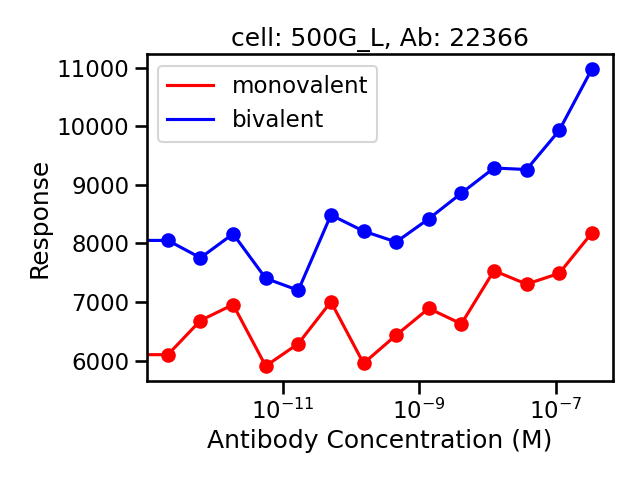 cell: 500G_L, Ab: 22366
monovalent
bivalent
Response
11000
10000
9000
8000
7000
6000
10⁻¹¹
10⁻⁹
10⁻⁷
Antibody Concentration (M)